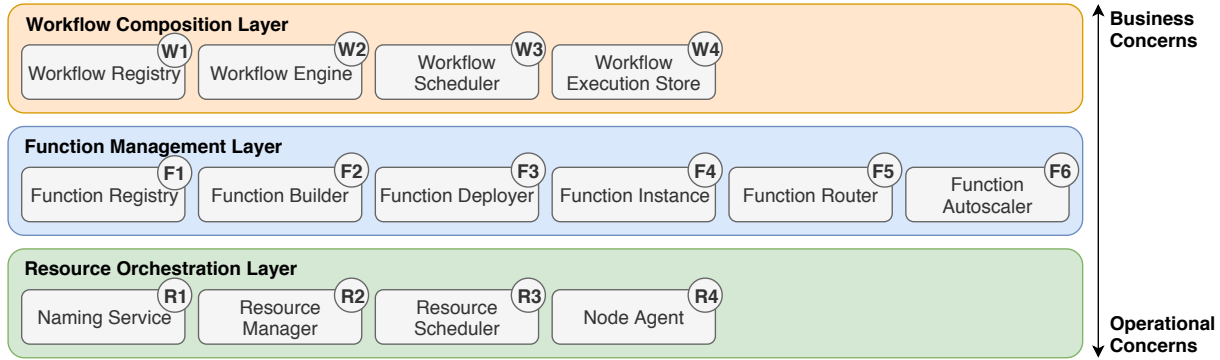 Workflow Composition Layer
W1
Workflow Registry
W2
Workflow Engine
W3
Workflow
Scheduler
W4
Workflow
Execution Store
Business
Concerns
Function Management Layer
F1
Function Registry
F2
Function Builder
F3
Function Deployer
F4
Function Instance
F5
Function Router
F6
Function
Autoscaler
Resource Orchestration Layer
R1
Naming Service
R2
Resource
Manager
R3
Resource
Scheduler
R4
Node Agent
Operational
Concerns